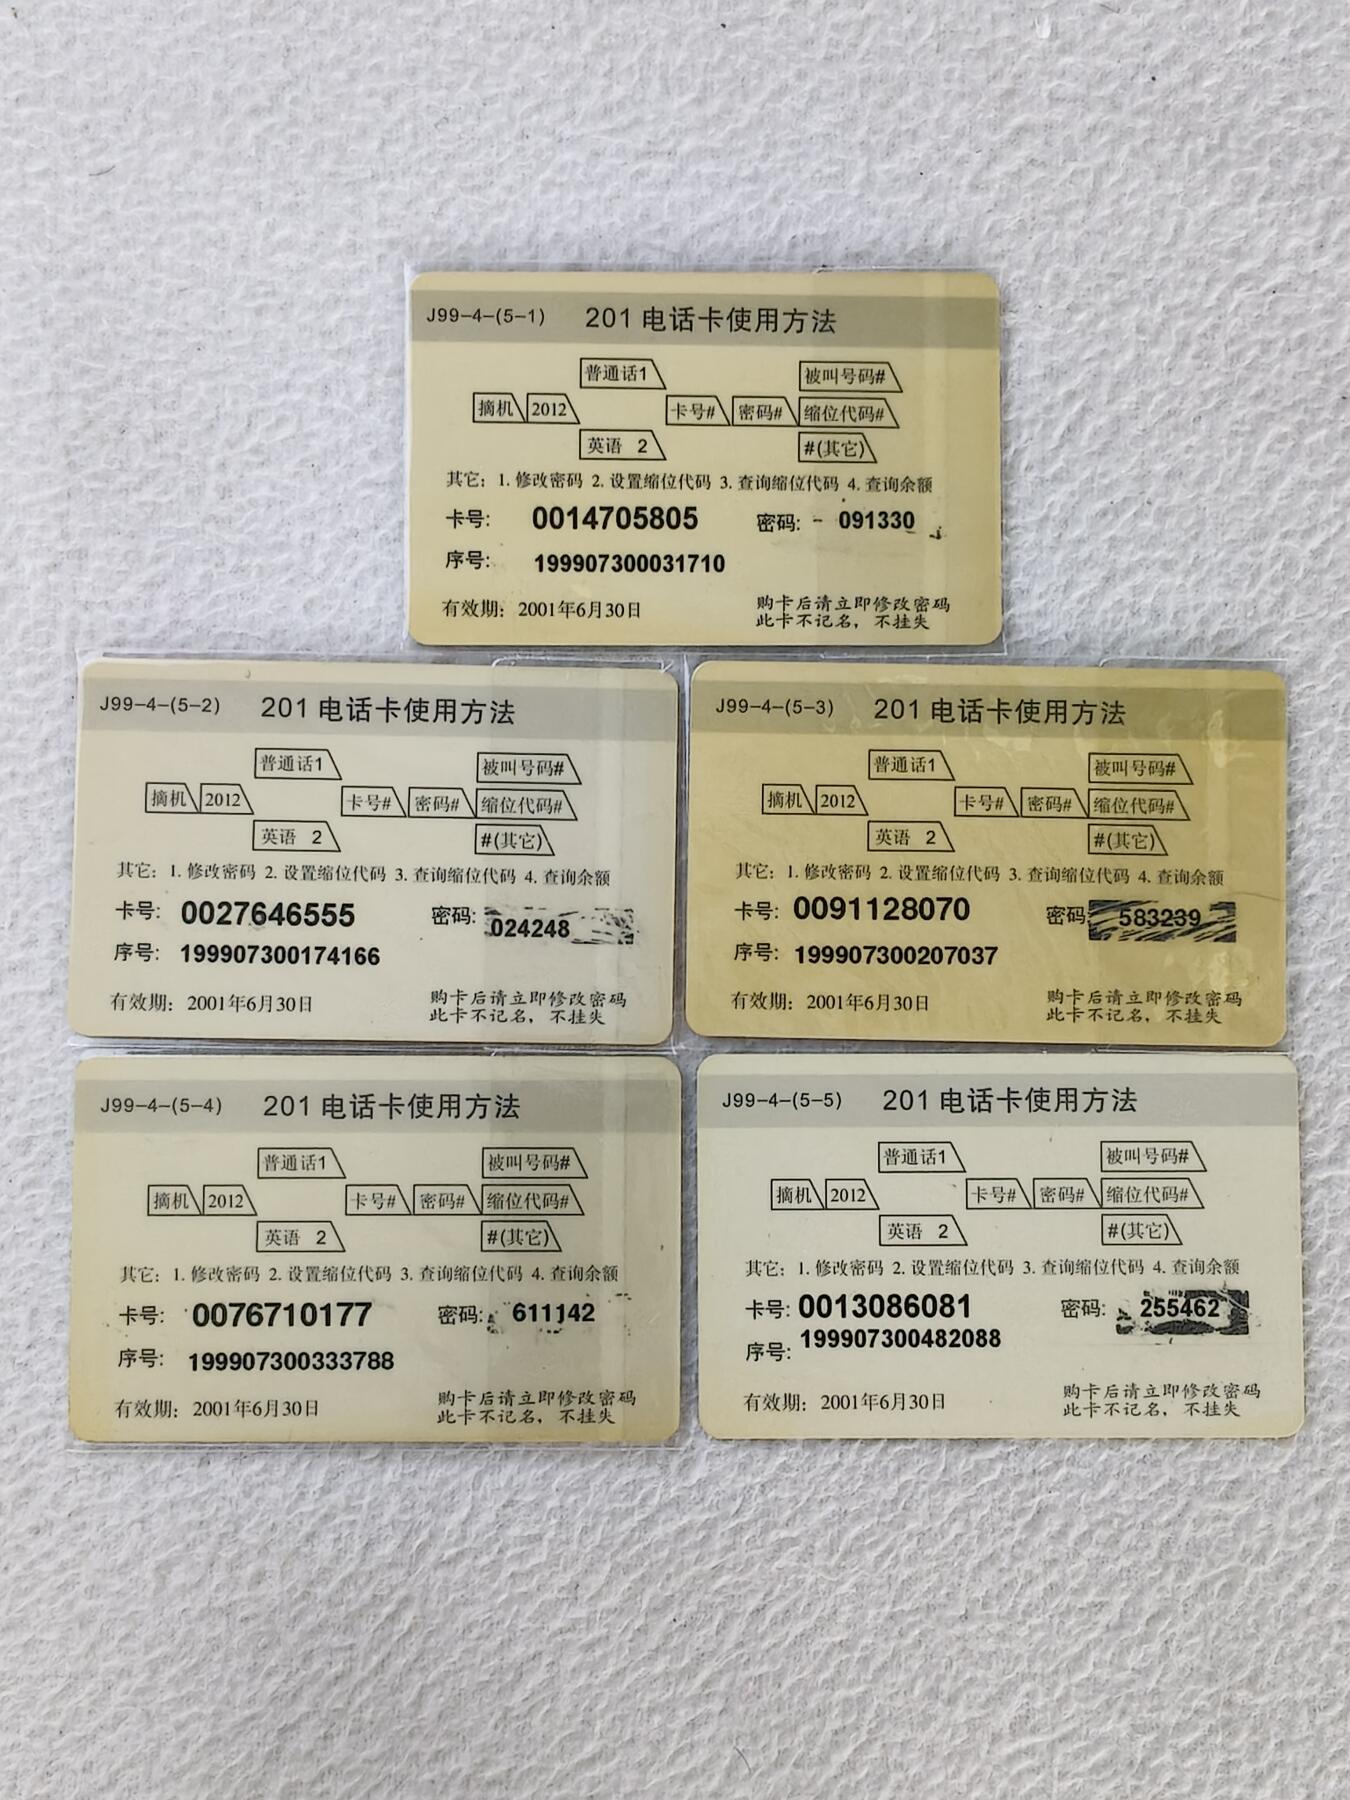 J99-4-(5-1) 201 电话卡使用方法
普通话1 被叫号码#
摘机 2012 卡号# 密码# 缩位代码#
英语 2 #(其它)
其它: 1. 修改密码 2. 设置缩位代码 3. 查询缩位代码 4. 查询余额
卡号: 0014705805 密码: 091330
序号: 199907300031710
有效期: 2001年6月30日 购卡后请立即修改密码
此卡不记名, 不挂失
J99-4-(5-2) 201 电话卡使用方法
普通话1 被叫号码#
摘机 2012 卡号# 密码# 缩位代码#
英语 2 #(其它)
其它: 1. 修改密码 2. 设置缩位代码 3. 查询缩位代码 4. 查询余额
卡号: 0027646555 密码: 024248
序号: 199907300174166
有效期: 2001年6月30日 购卡后请立即修改密码
此卡不记名, 不挂失
J99-4-(5-3) 201 电话卡使用方法
普通话1 被叫号码#
摘机 2012 卡号# 密码# 缩位代码#
英语 2 #(其它)
其它: 1. 修改密码 2. 设置缩位代码 3. 查询缩位代码 4. 查询余额
卡号: 0091128070 密码 583239
序号: 199907300207037
有效期: 2001年6月30日 购卡后请立即修改密码
此卡不记名, 不挂失
J99-4-(5-4) 201 电话卡使用方法
普通话1 被叫号码#
摘机 2012 卡号# 密码# 缩位代码#
英语 2 #(其它)
其它: 1. 修改密码 2. 设置缩位代码 3. 查询缩位代码 4. 查询余额
卡号: 0076710177 密码: 611142
序号: 199907300333788
有效期: 2001年6月30日 购卡后请立即修改密码
此卡不记名, 不挂失
J99-4-(5-5) 201 电话卡使用方法
普通话1 被叫号码#
摘机 2012 卡号# 密码# 缩位代码#
英语 2 #(其它)
其它: 1. 修改密码 2. 设置缩位代码 3. 查询缩位代码 4. 查询余额
卡号: 0013086081 密码: 255462
序号: 199907300482088
有效期: 2001年6月30日 购卡后请立即修改密码
此卡不记名, 不挂失